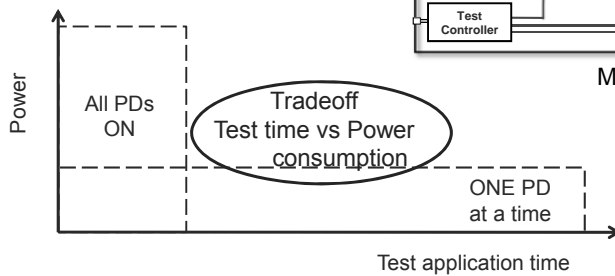 Test
Controller
M
Power
All PDs
ON
Tradeoff
Test time vs Power
consumption
ONE PD
at a time
Test application time